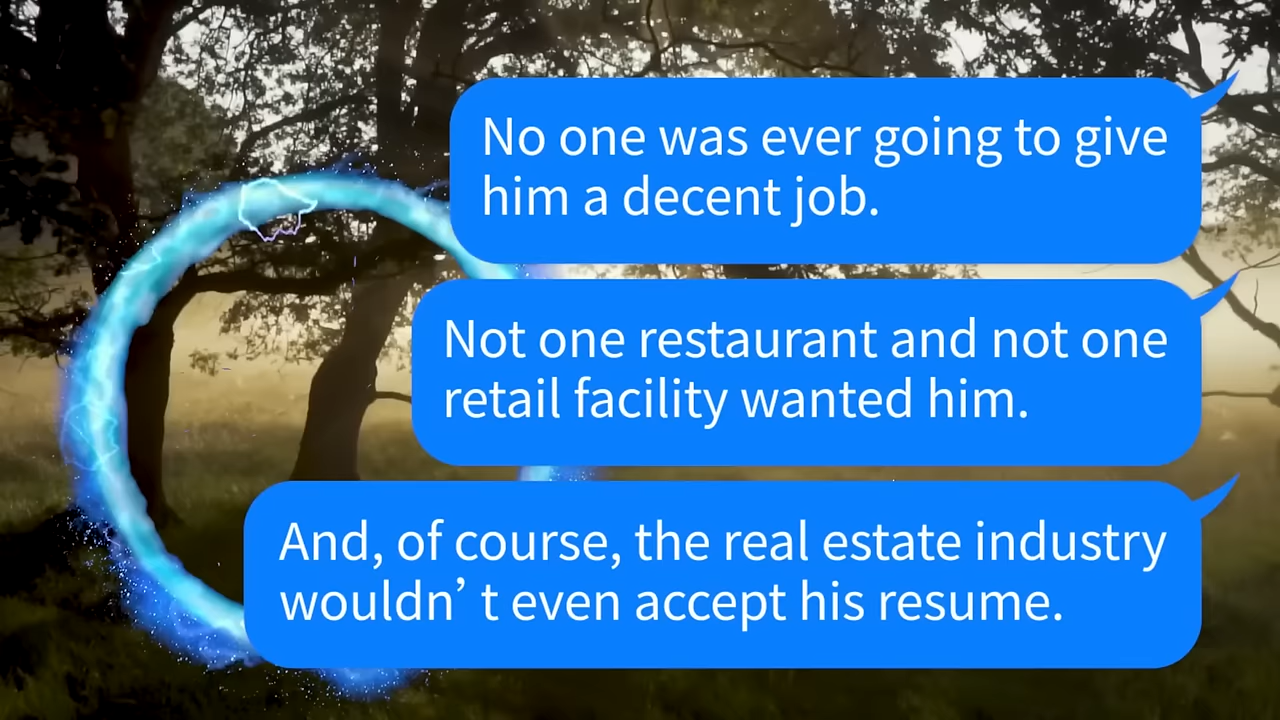 No one was ever going to give
him a decent job.
Not one restaurant and not one
retail facility wanted him.
And, of course, the real estate industry
wouldn’ t even accept his resume.